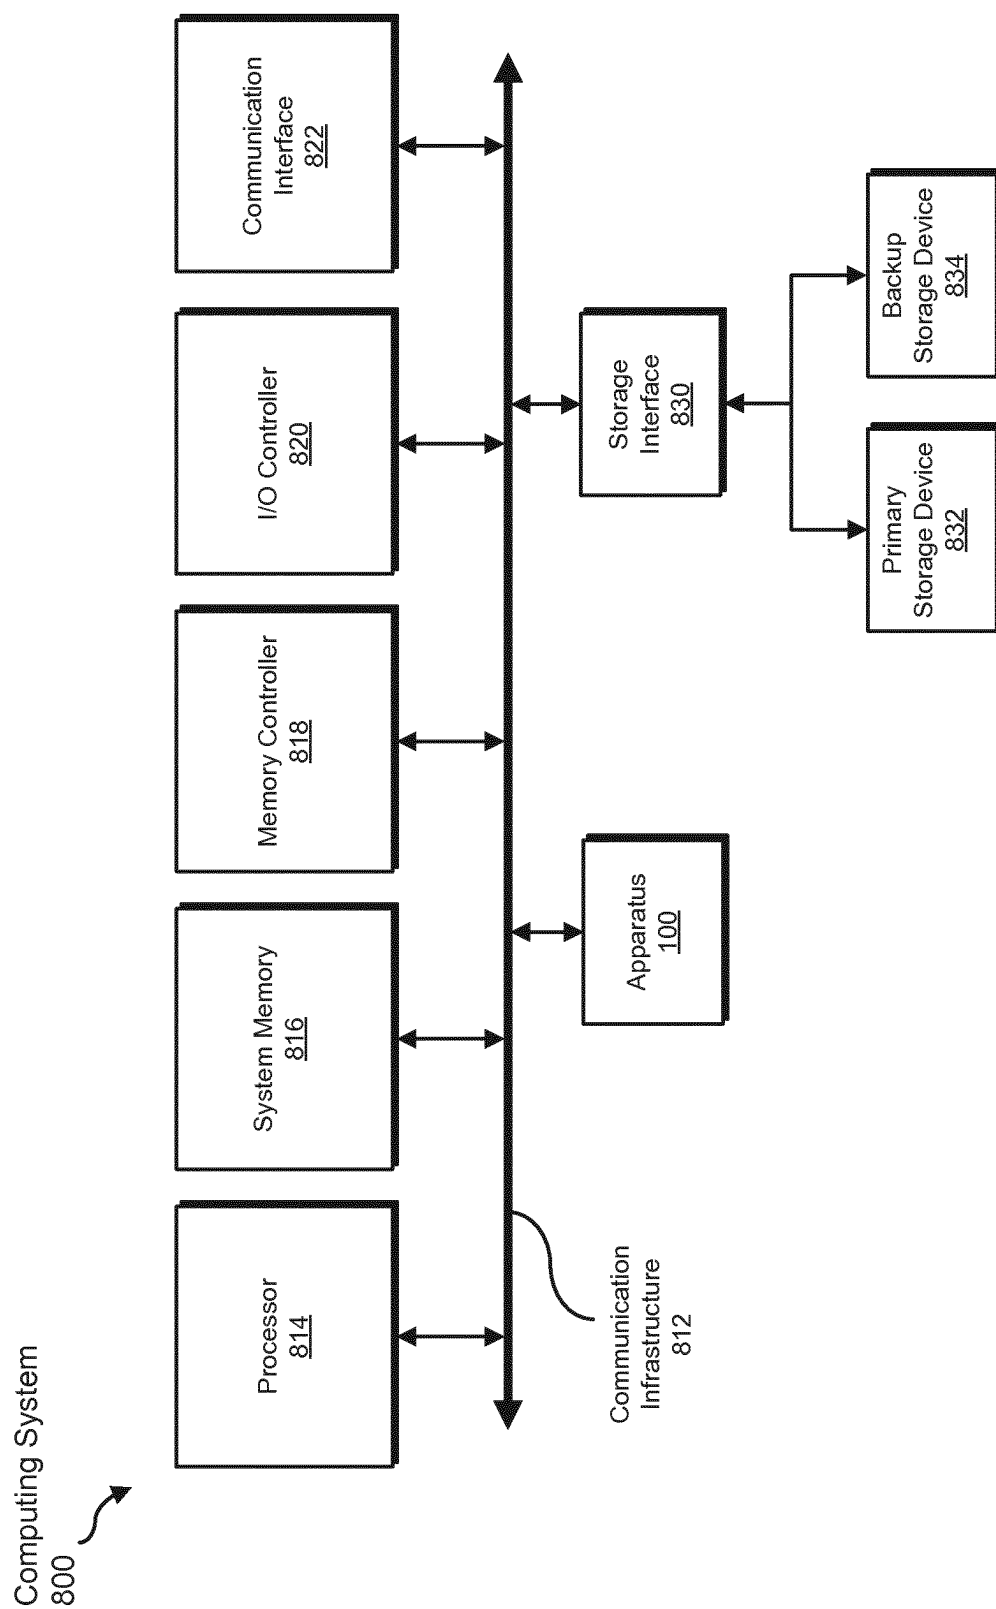 Computing System
800
Processor
814
System Memory
816
Memory Controller
818
I/O Controller
820
Communication
Interface
822
Communication
Infrastructure
812
Apparatus
100
Storage
Interface
830
Primary
Storage Device
832
Backup
Storage Device
834